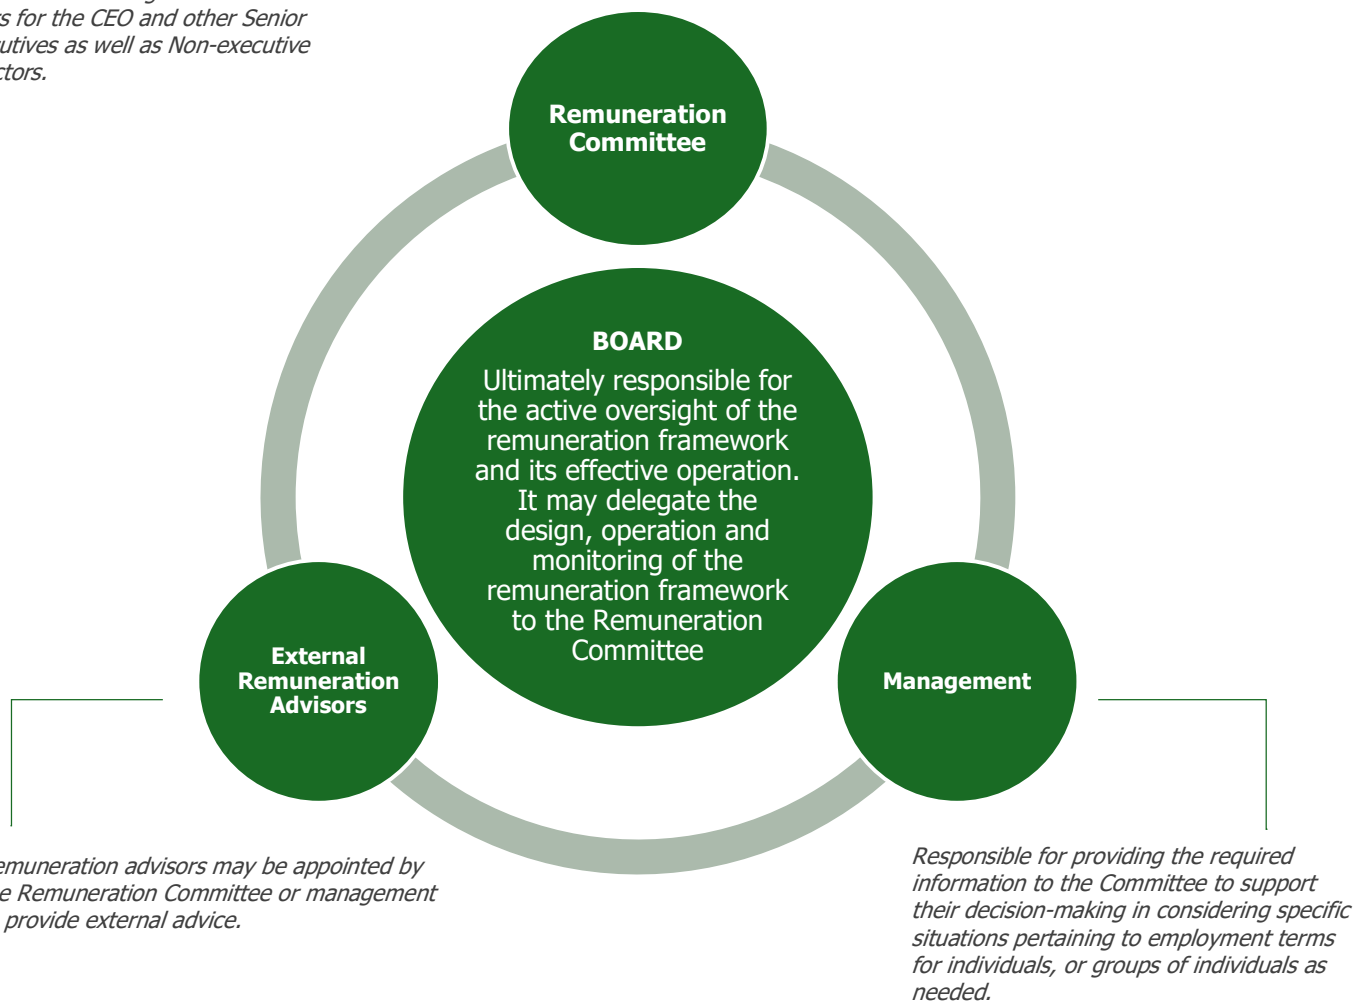 for the CEO and other Senior
as well as Non-executive
Remuneration
Committee
BOARD
Ultimately responsible for
the active oversight of the
remuneration framework
and its effective operation.
It may delegate the
design, operation and
monitoring of the
remuneration framework
to the Remuneration
Committee
External
Remuneration
Advisors
Management
advisors may be appointed by
Remuneration Committee or management
provide external advice.
Responsible for providing the required
information to the Committee to support
their decision-making in considering specific
situations pertaining to employment terms
for individuals, or groups of individuals as
needed.